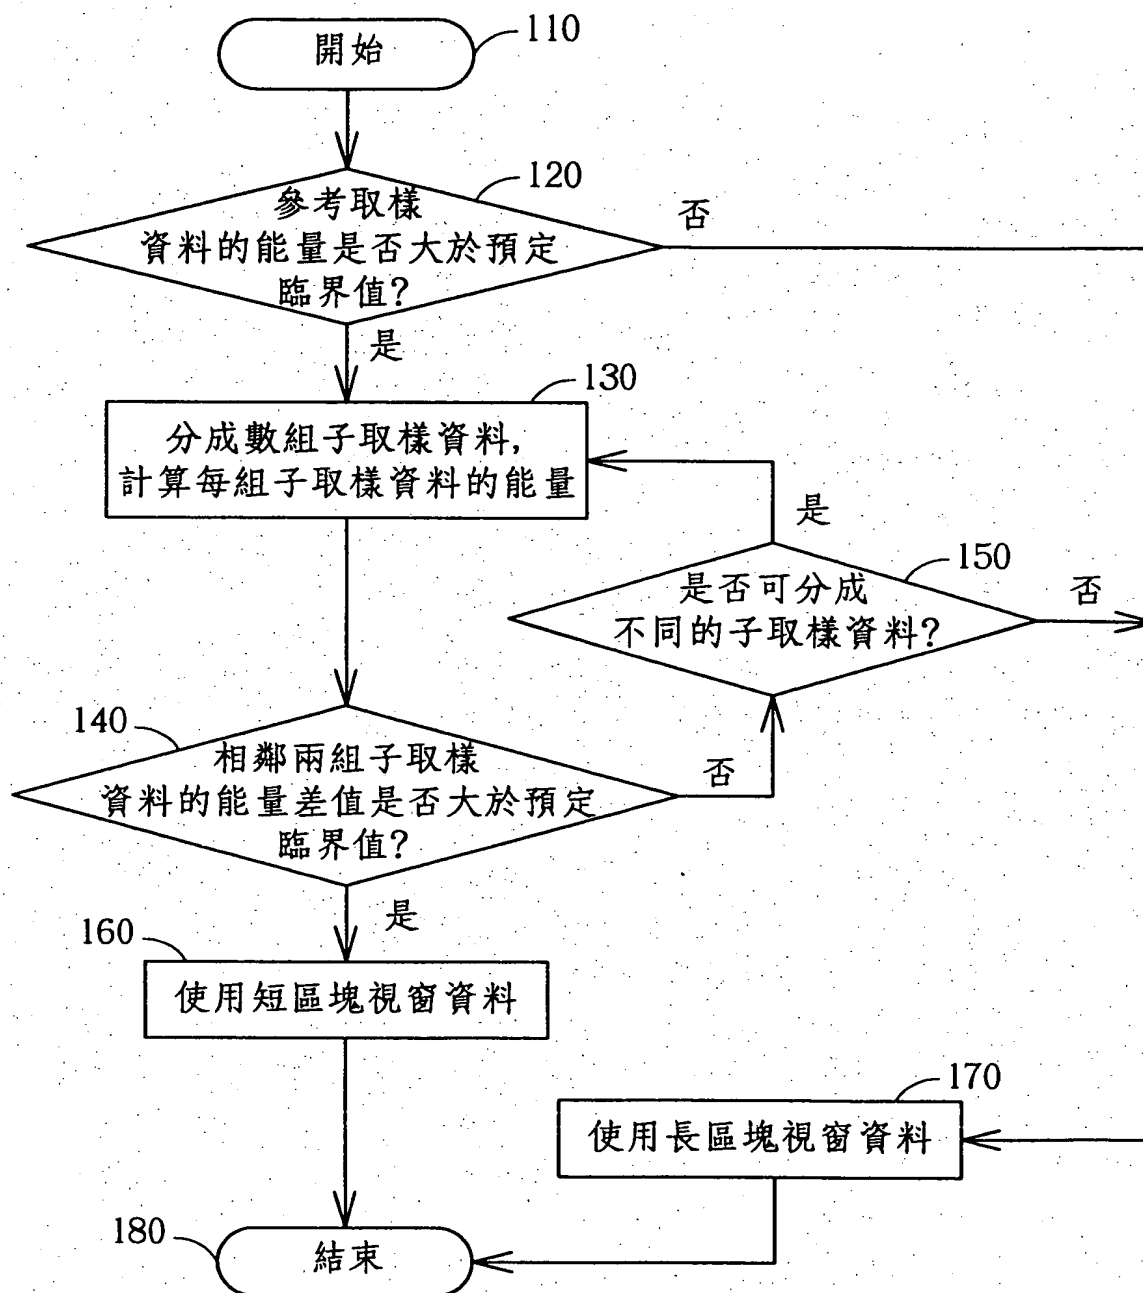 開始
110
參考取樣
資料的能量是否大於預定
臨界值?
120
否
是
130
分成數組子取樣資料,
計算每組子取樣資料的能量
是
150
是否可分成
不同的子取樣資料?
否
140
相鄰兩組子取樣
資料的能量差值是否大於預定
臨界值?
否
是
160
使用短區塊視窗資料
170
使用長區塊視窗資料
180
結束